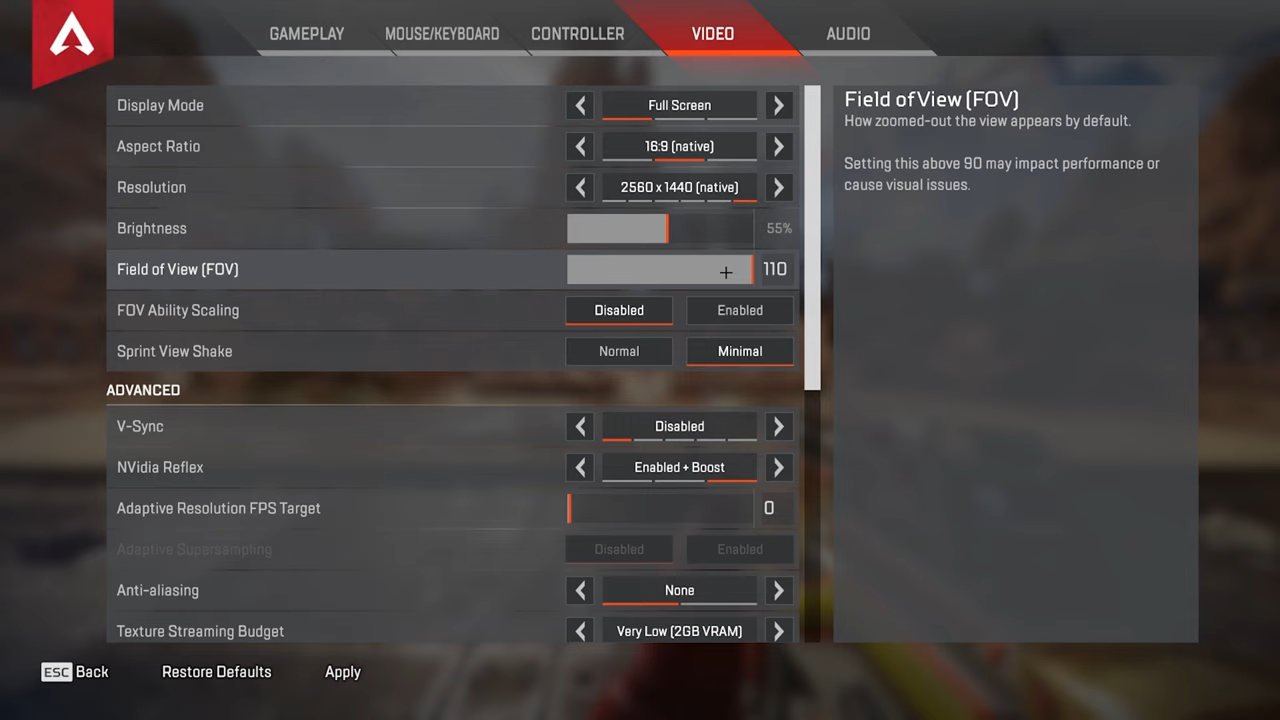 GAMEPLAY
MOUSE/KEYBOARD
CONTROLLER
VIDEO
AUDIO
Display Mode
Full Screen
Aspect Ratio
16:9 (native)
Resolution
2560 x 1440 (native)
Brightness
55%
Field of View (FOV)
110
FOV Ability Scaling
Disabled
Enabled
Sprint View Shake
Normal
Minimal
ADVANCED
V-Sync
Disabled
NVidia Reflex
Enabled + Boost
Adaptive Resolution FPS Target
0
Adaptive Supersampling
Disabled
Enabled
Anti-aliasing
None
Texture Streaming Budget
Very Low (2GB VRAM)
Field of View (FOV)
How zoomed-out the view appears by default.
Setting this above 90 may impact performance or
cause visual issues.
ESC Back
Restore Defaults
Apply